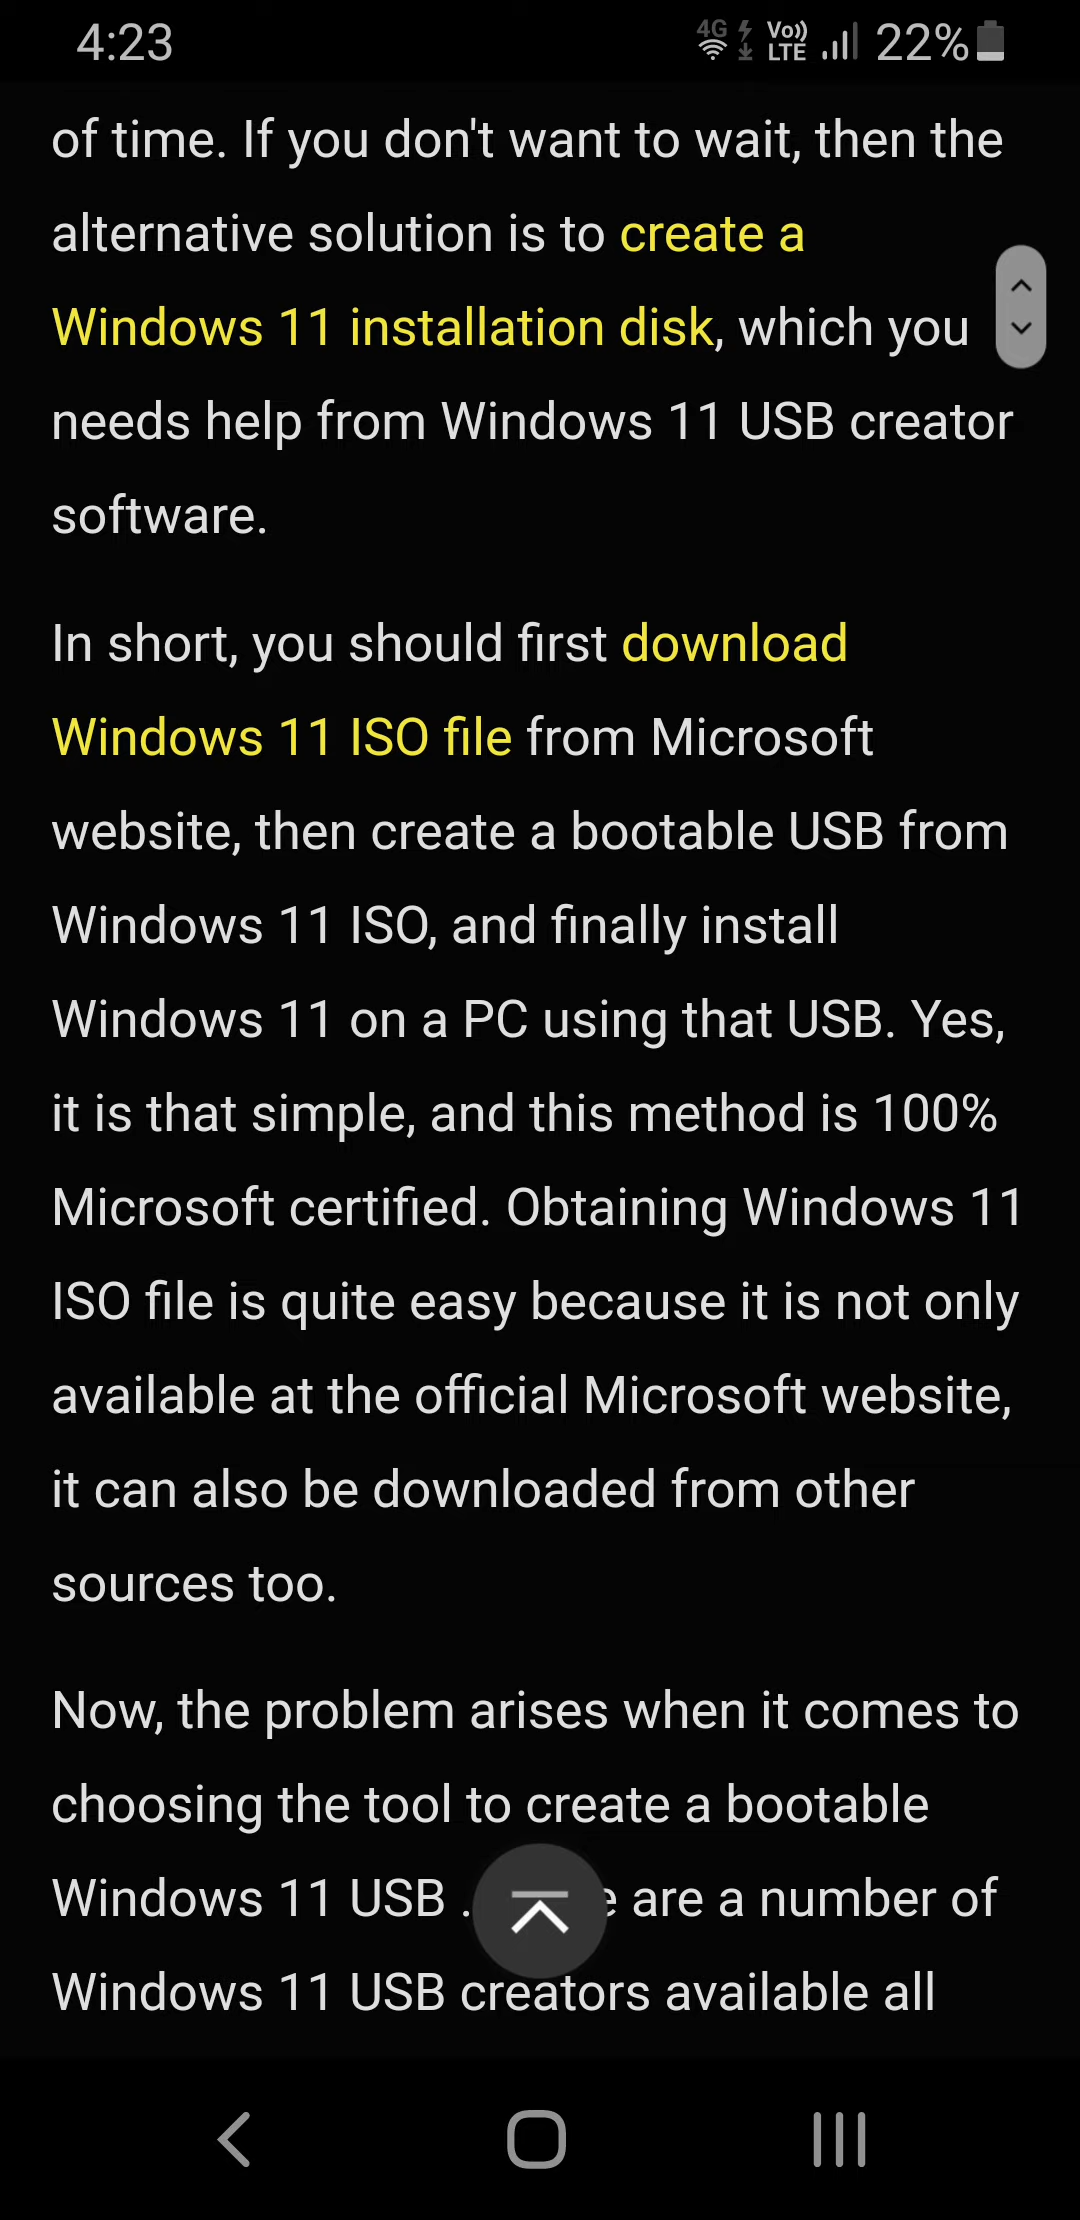 4:23
4G Vo)) LTE 22%
of time. If you don't want to wait, then the
alternative solution is to create a
Windows 11 installation disk, which you
needs help from Windows 11 USB creator
software.
In short, you should first download
Windows 11 ISO file from Microsoft
website, then create a bootable USB from
Windows 11 ISO, and finally install
Windows 11 on a PC using that USB. Yes,
it is that simple, and this method is 100%
Microsoft certified. Obtaining Windows 11
ISO file is quite easy because it is not only
available at the official Microsoft website,
it can also be downloaded from other
sources too.
Now, the problem arises when it comes to
choosing the tool to create a bootable
Windows 11 USB . are a number of
Windows 11 USB creators available all